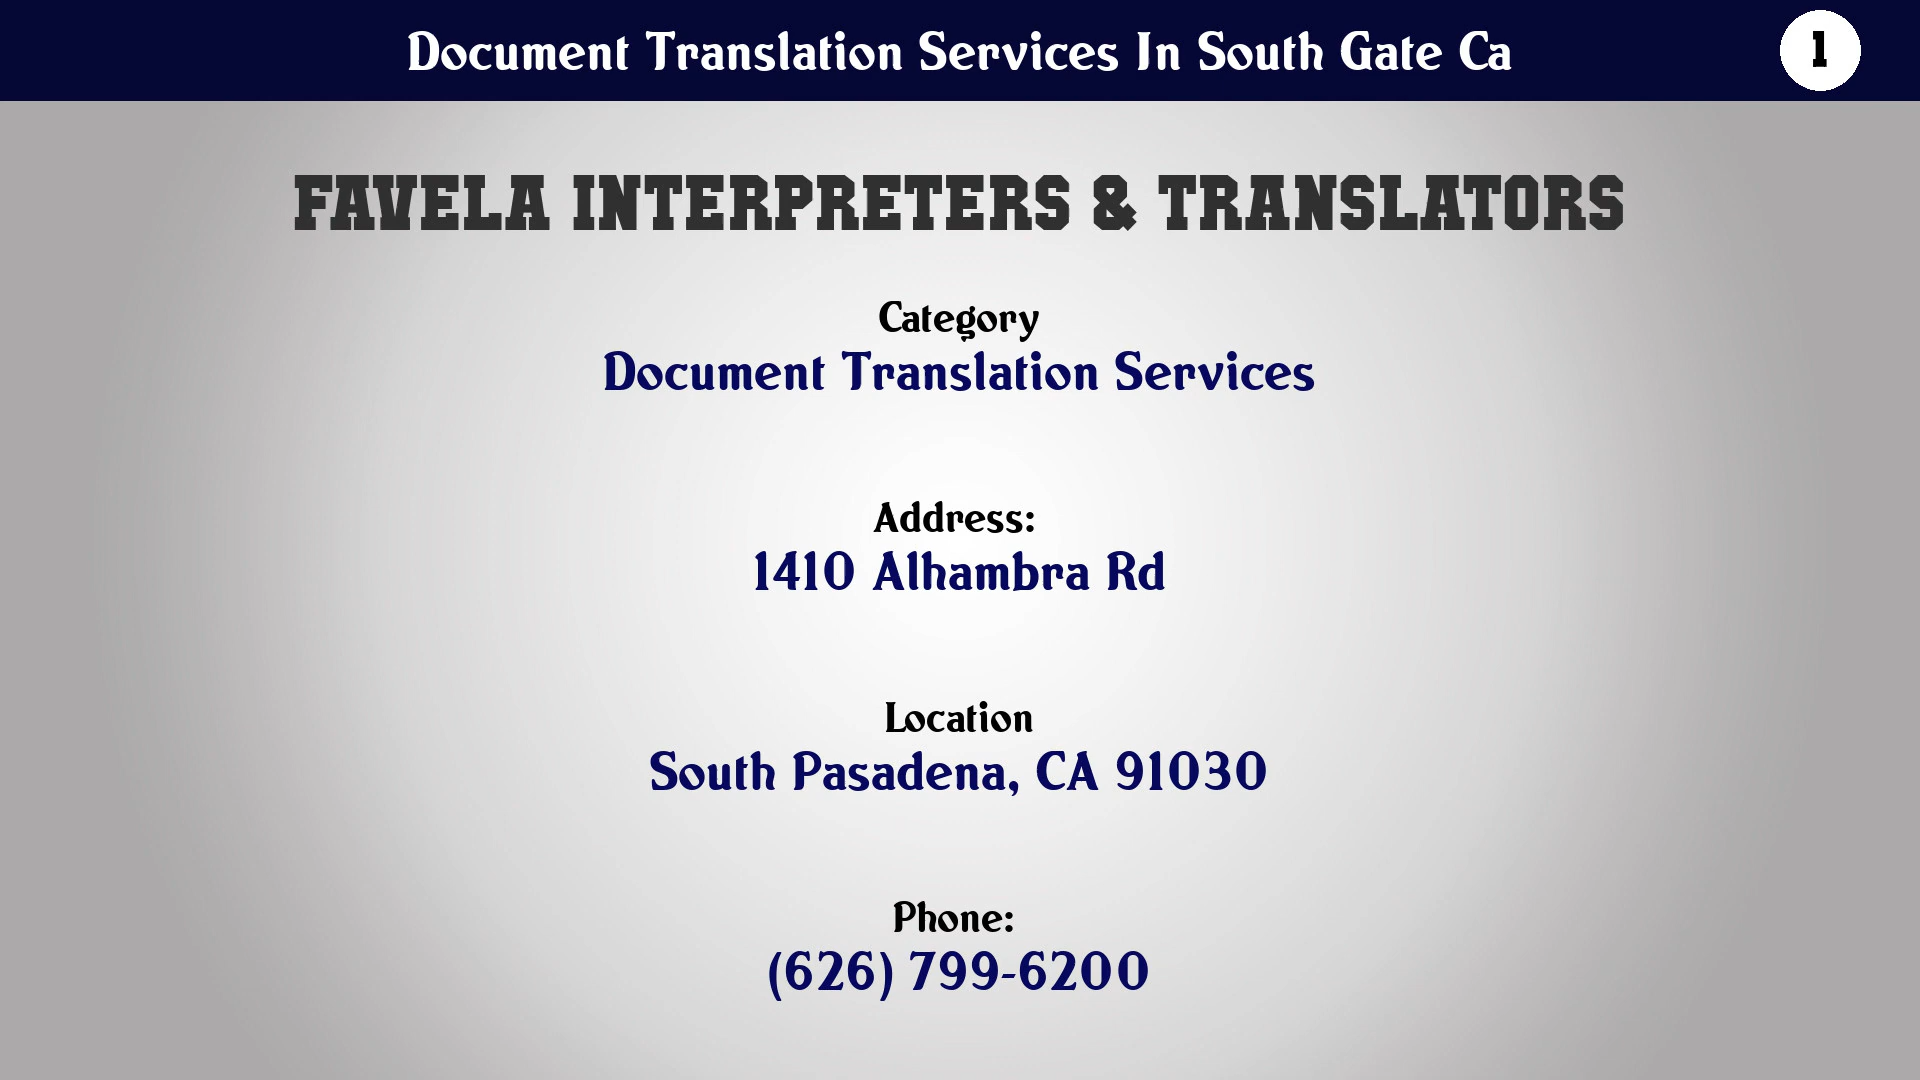 Document Translation Services In South Gate Ca
1
FAVELA INTERPRETERS & TRANSLATORS
Category
Document Translation Services
Address:
1410 Alhambra Rd
Location
South Pasadena, CA 91030
Phone:
(626) 799-6200